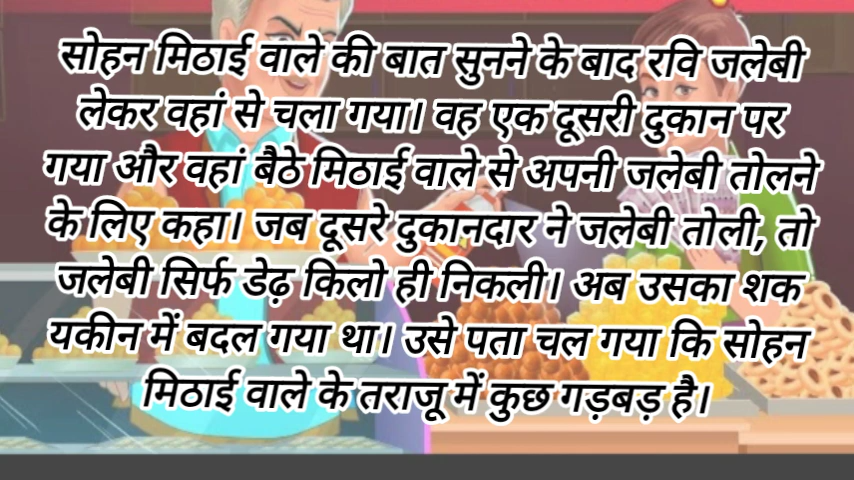 सोहन मिठाई वाले की बात सुनने के बाद रवि जलेबी
लेकर वहां से चला गया। वह एक दूसरी दुकान पर
गया और वहां बैठे मिठाई वाले से अपनी जलेबी तोलने
के लिए कहा। जब दूसरे दुकानदार ने जलेबी तोली, तो
जलेबी सिर्फ डेढ़ किलो ही निकली। अब उसका शक
यकीन में बदल गया था। उसे पता चल गया कि सोहन
मिठाई वाले के तराजू में कुछ गड़बड़ है।